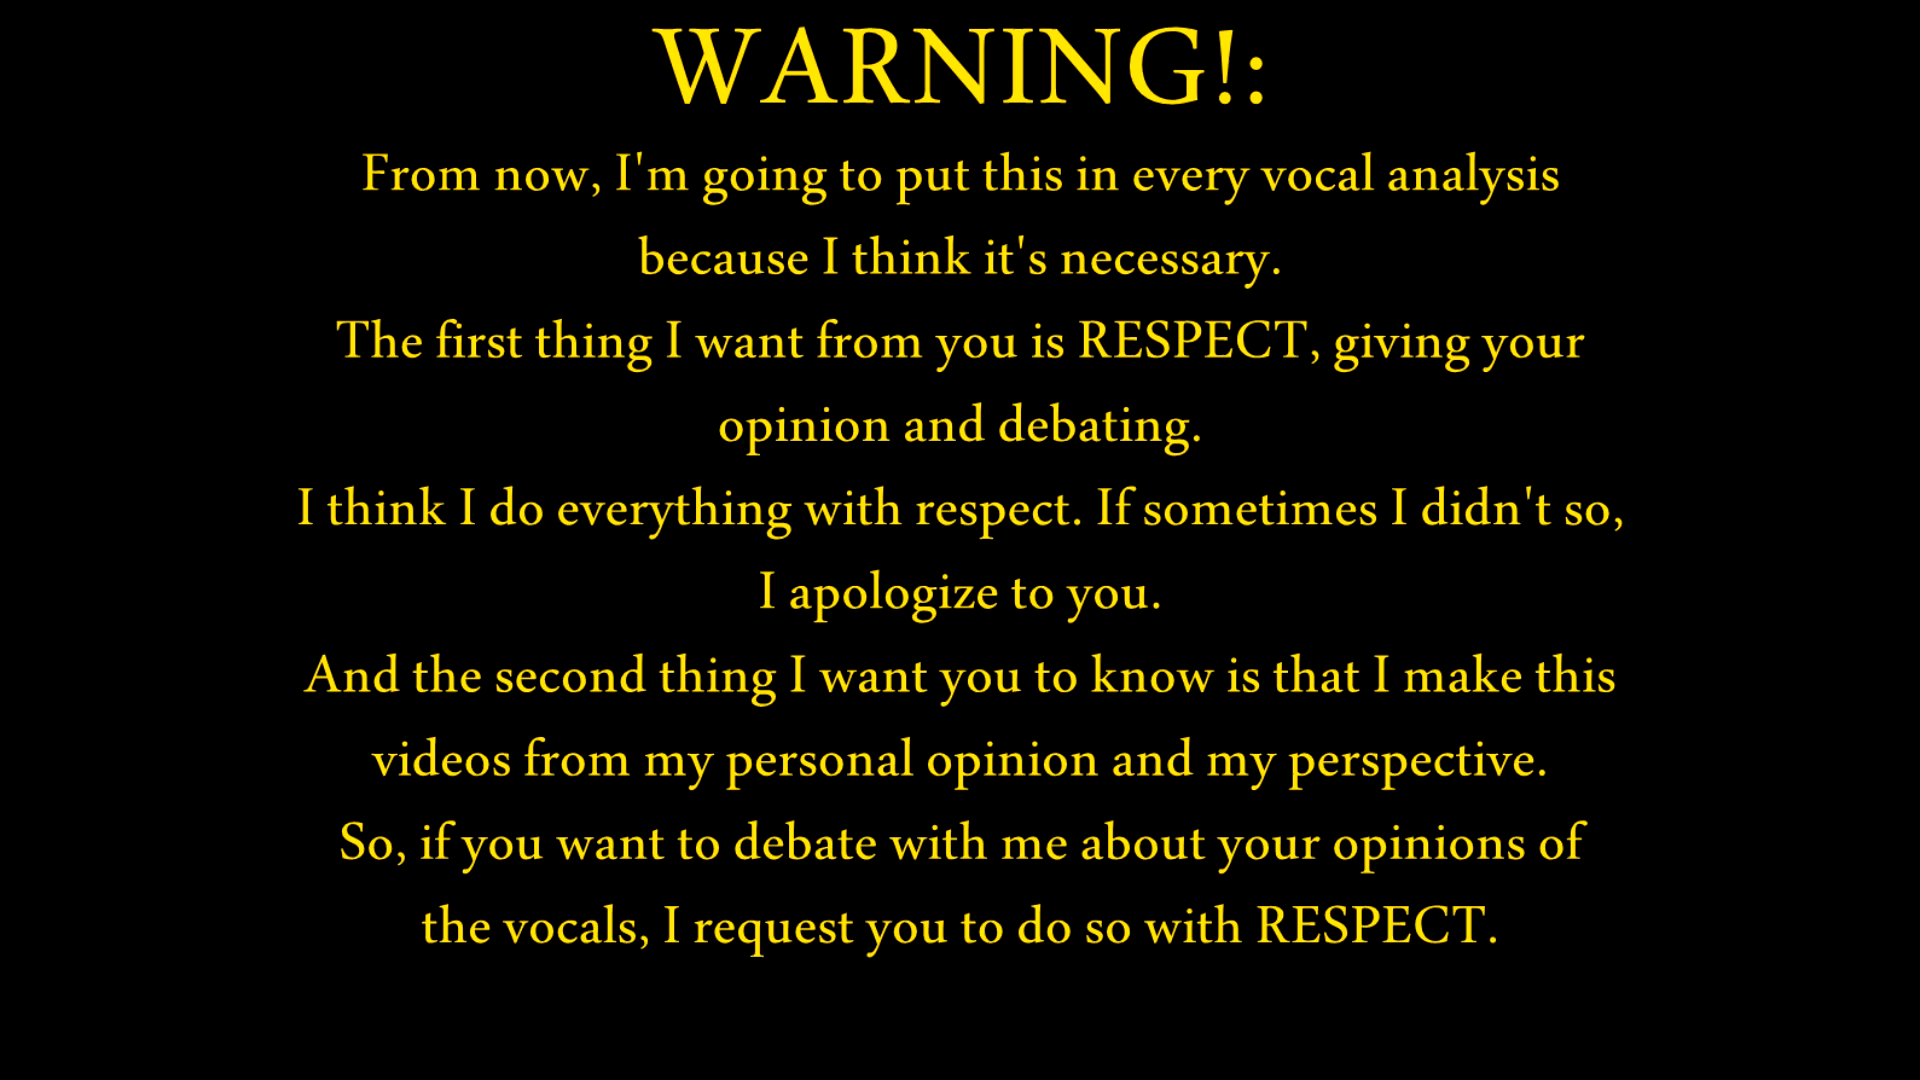 WARNING!:
From now, I'm going to put this in every vocal analysis
because I think it's necessary.
The first thing I want from you is RESPECT, giving your
opinion and debating.
I think I do everything with respect. If sometimes I didn't so,
I apologize to you.
And the second thing I want you to know is that I make this
videos from my personal opinion and my perspective.
So, if you want to debate with me about your opinions of
the vocals, I request you to do so with RESPECT.